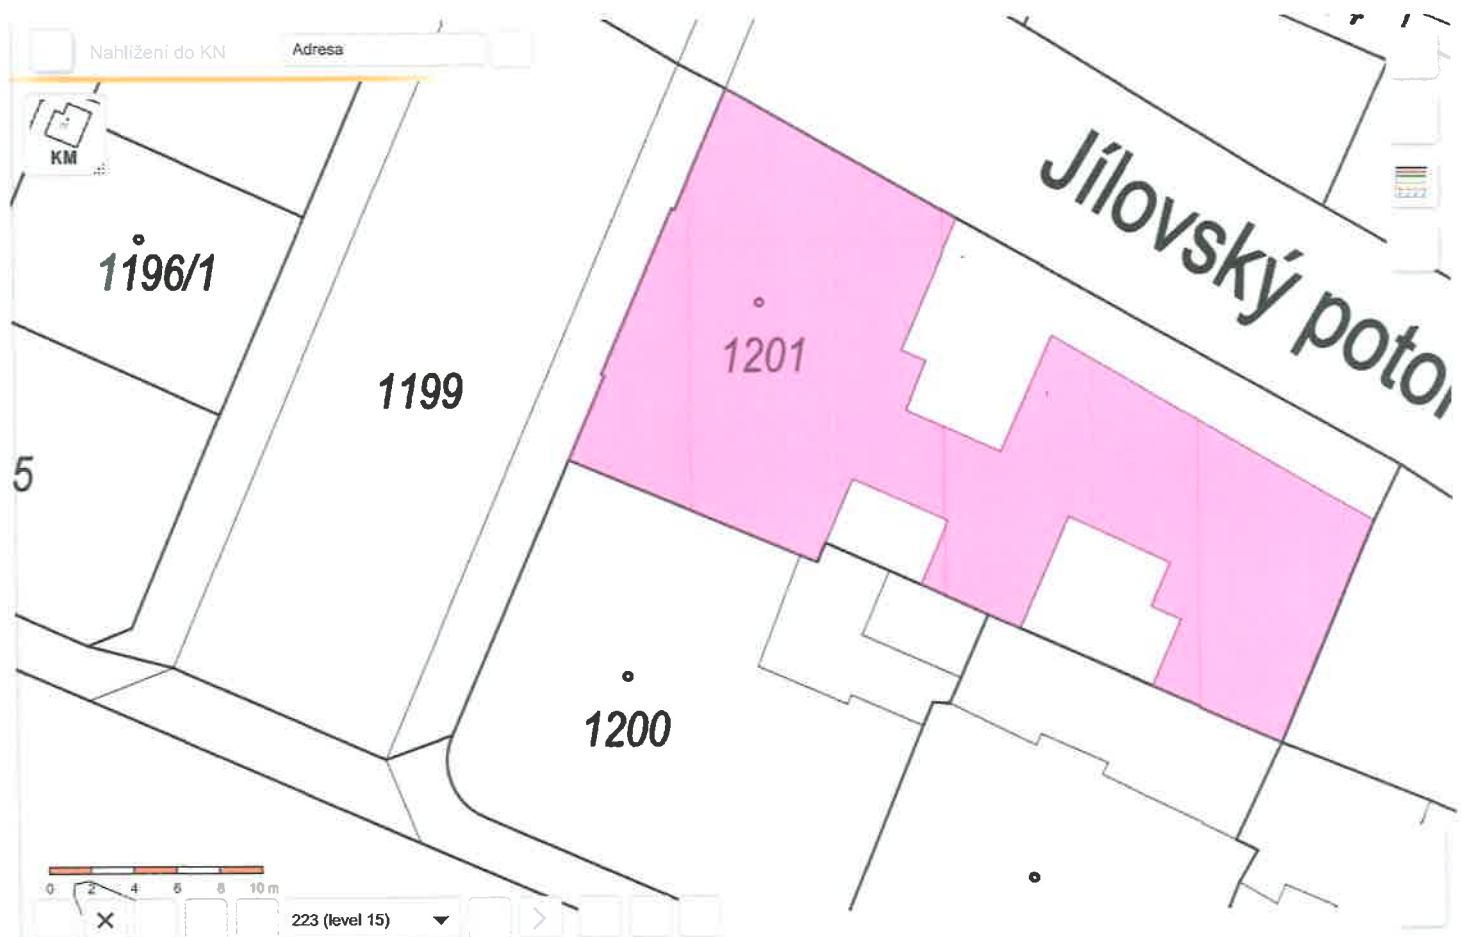 Nahlížení do KN
Adresa
KM
1196/1
Jílovský poto
1201
1199
5
1200
0 2 4 6 8 10 m
223 (level 15)